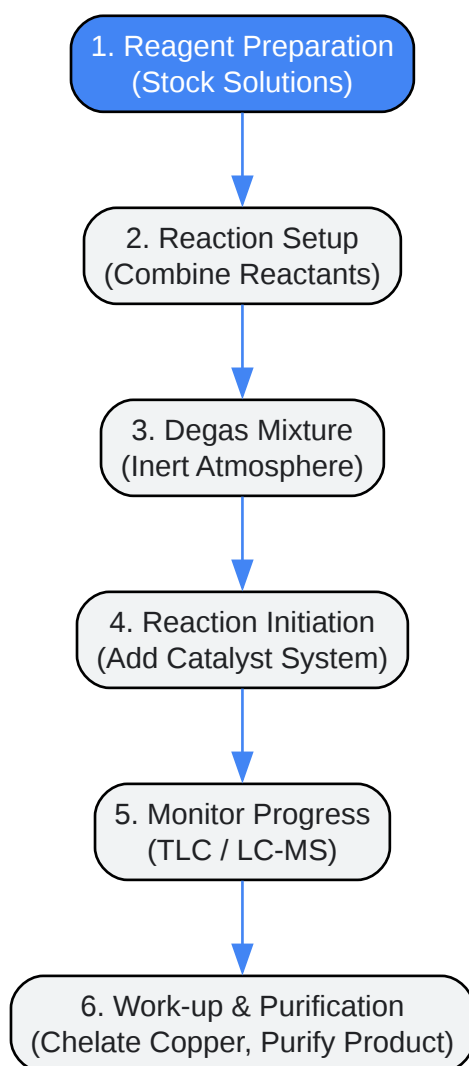 1. Reagent Preparation
(Stock Solutions)
2. Reaction Setup
(Combine Reactants)
3. Degas Mixture
(Inert Atmosphere)
4. Reaction Initiation
(Add Catalyst System)
5. Monitor Progress
(TLC / LC-MS)
6. Work-up & Purification
(Chelate Copper, Purify Product)